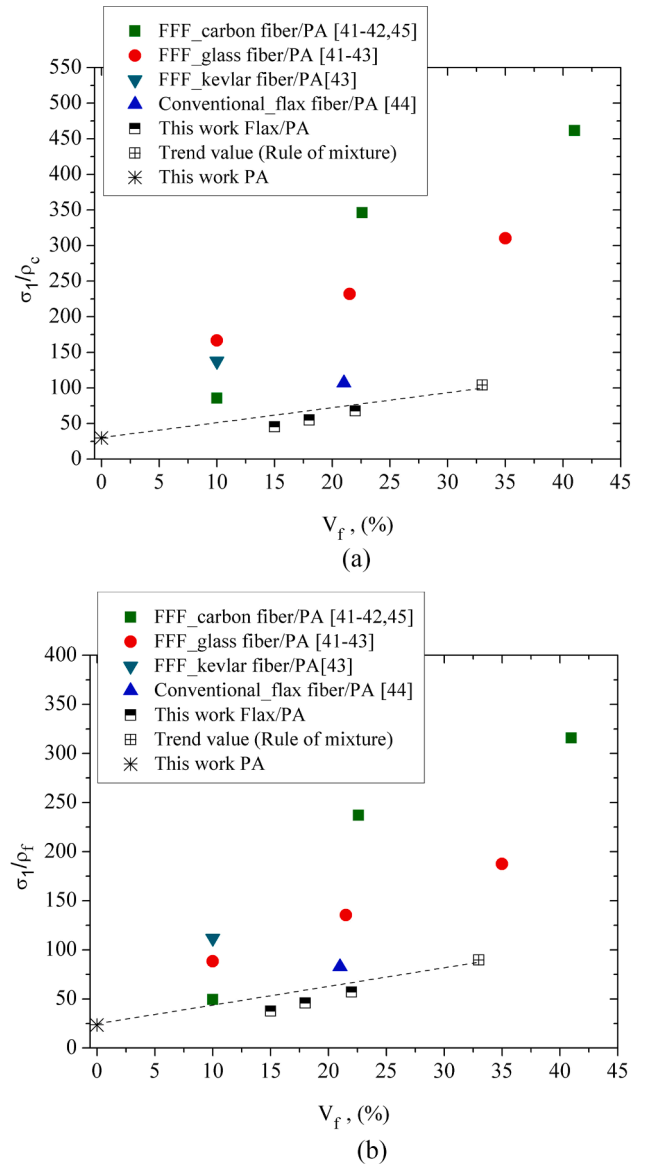 FFF_carbon fiber/PA [41-42,45]
FFF_glass fiber/PA [41-43]
FFF_kevlar fiber/PA[43]
Conventional_flax fiber/PA [44]
This work Flax/PA
Trend value (Rule of mixture)
This work PA
550
500
450
400
350
300
250
200
150
100
50
0
σ1/ρc
0 5 10 15 20 25 30 35 40 45
Vf , (%)
(a)
FFF_carbon fiber/PA [41-42,45]
FFF_glass fiber/PA [41-43]
FFF_kevlar fiber/PA[43]
Conventional_flax fiber/PA [44]
This work Flax/PA
Trend value (Rule of mixture)
This work PA
400
350
300
250
200
150
100
50
0
σ1/ρf
0 5 10 15 20 25 30 35 40 45
Vf , (%)
(b)